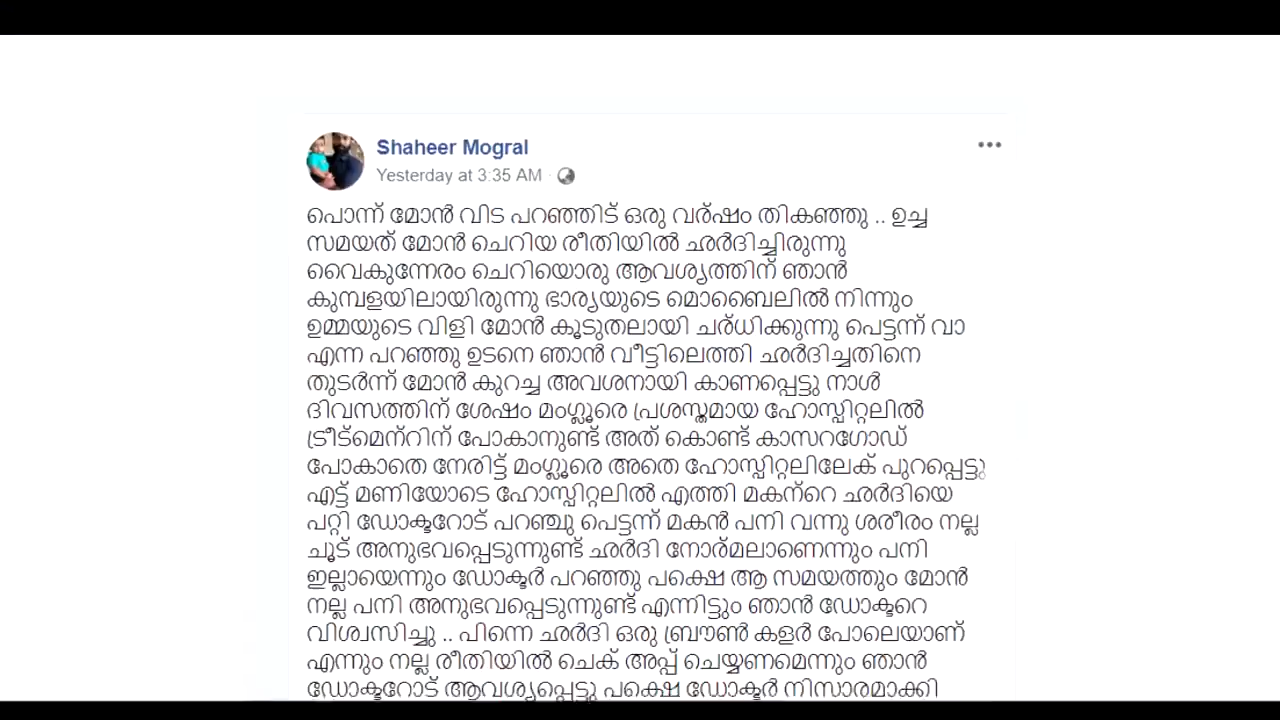 Shaheer Mogral
Yesterday at 3:35 AM ·
പൊന്ന് മോൻ വിട പറഞ്ഞിട് ഒരു വര്ഷം തികഞ്ഞു .. ഉച്ച
സമയത് മോൻ ചെറിയ രീതിയിൽ ഛർദിച്ചിരുന്നു
വൈകുന്നേരം ചെറിയൊരു ആവശ്യത്തിന് ഞാൻ
കുമ്പളയിലായിരുന്നു ഭാര്യയുടെ മൊബൈലിൽ നിന്നും
ഉമ്മയുടെ വിളി മോൻ കൂടുതലായി ചര്ധിക്കുന്നു പെട്ടന്ന് വാ
എന്ന പറഞ്ഞു ഉടനെ ഞാൻ വീട്ടിലെത്തി ഛർദിച്ചതിനെ
തുടർന്ന് മോൻ കുറച്ച അവശനായി കാണപ്പെട്ടു നാൾ
ദിവസത്തിന് ശേഷം മംഗ്ലൂരെ പ്രശസ്തമായ ഹോസ്പിറ്റലിൽ
ട്രീട്മെന്റിന് പോകാനുണ്ട് അത് കൊണ്ട് കാസറഗോഡ്
പോകാതെ നേരിട്ട് മംഗ്ലൂരെ അതെ ഹോസ്പിറ്റലിലേക് പുറപ്പെട്ടു
എട്ട് മണിയോടെ ഹോസ്പിറ്റലിൽ എത്തി മകന്റെ ഛർദിയെ
പറ്റി ഡോക്ടറോട് പറഞ്ചു പെട്ടന്ന് മകൻ പനി വന്നു ശരീരം നല്ല
ചൂട് അനുഭവപ്പെടുന്നുണ്ട് ഛർദി നോര്മലാണെന്നും പനി
ഇല്ലായെന്നും ഡോക്ടർ പറഞ്ഞു പക്ഷെ ആ സമയത്തും മോൻ
നല്ല പനി അനുഭവപ്പെടുന്നുണ്ട് എന്നിട്ടും ഞാൻ ഡോക്ടറെ
വിശ്വസിച്ചു .. പിന്നെ ഛർദി ഒരു ബ്രൗൺ കളർ പോലെയാണ്
എന്നും നല്ല രീതിയിൽ ചെക് അപ്പ് ചെയ്യണമെന്നും ഞാൻ
ഡോക്ടറോട് ആവശ്യപ്പെട്ടു പക്ഷെ ഡോക്ടർ നിസാരമാക്കി